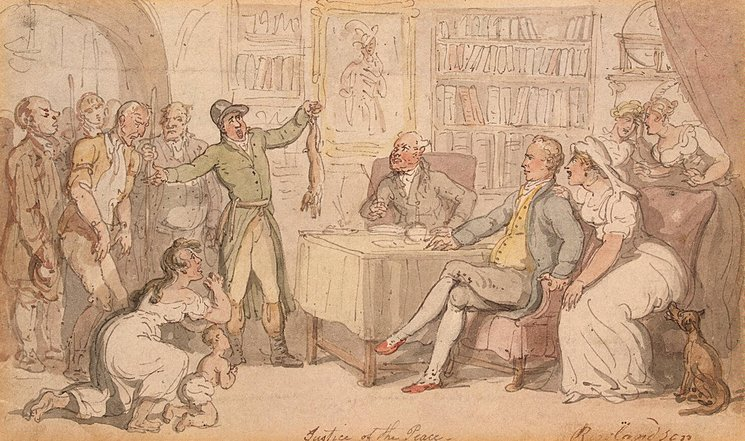 Justice of the Peace.
Rowlandson